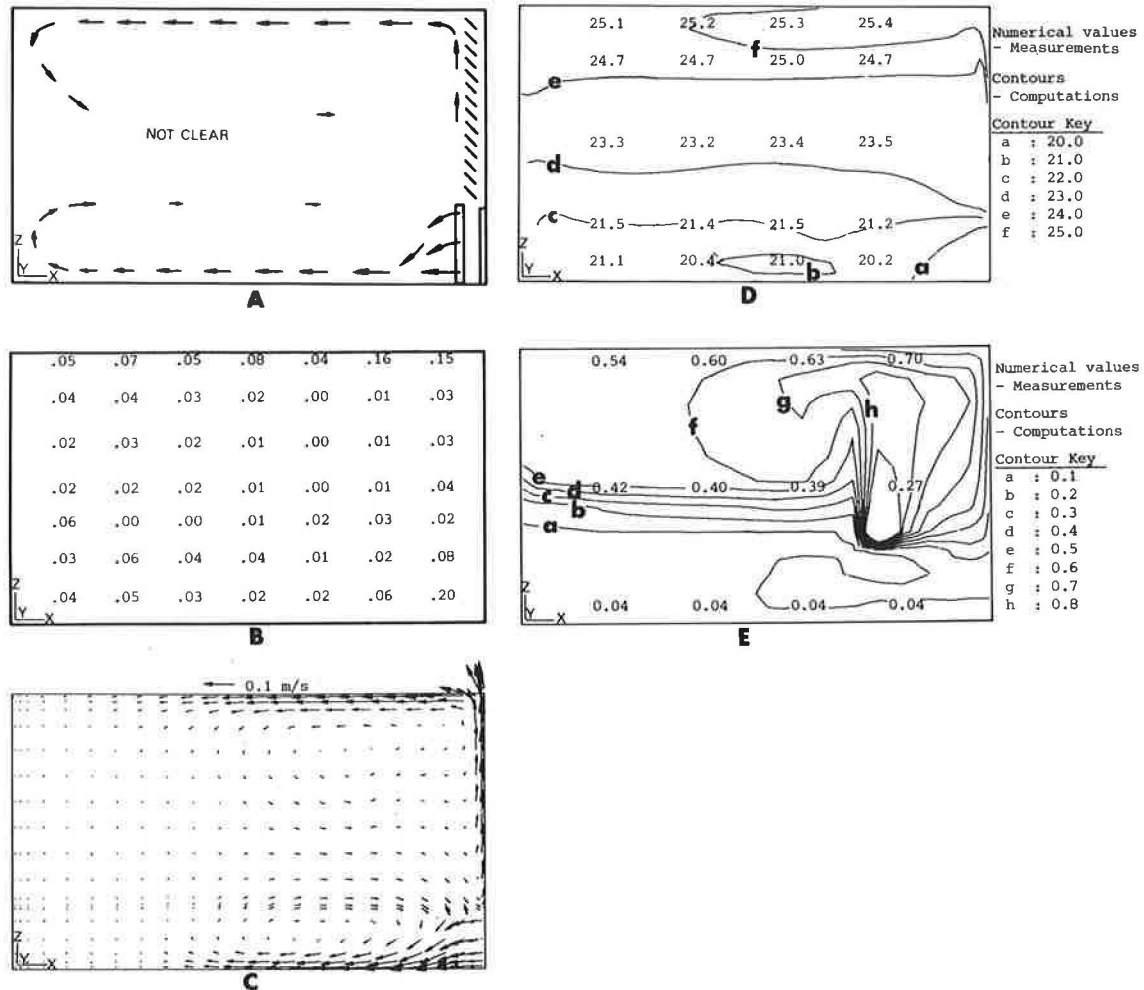 NOT CLEAR
Z
Y
X
A
25.1 25.2 25.3 25.4
f
24.7 24.7 25.0 24.7
e
23.3 23.2 23.4 23.5
d
c
21.5 21.4 21.5 21.2
21.1 20.4 21.0 20.2
b
a
Z
Y
X
D
Numerical values
- Measurements
Contours
- Computations
Contour Key
a : 20.0
b : 21.0
c : 22.0
d : 23.0
e : 24.0
f : 25.0
.05 .07 .05 .08 .04 .16 .15
.04 .04 .03 .02 .00 .01 .03
.02 .03 .02 .01 .00 .01 .03
.02 .02 .02 .01 .00 .01 .04
.06 .00 .00 .01 .02 .03 .02
.03 .06 .04 .04 .01 .02 .08
.04 .05 .03 .02 .02 .06 .20
Z
Y
X
B
0.54 0.60 0.63 0.70
g
h
f
e
d
c
b
a
0.42 0.40 0.39 0.27
0.04 0.04 0.04 0.04
Z
Y
X
E
Numerical values
- Measurements
Contours
- Computations
Contour Key
a : 0.1
b : 0.2
c : 0.3
d : 0.4
e : 0.5
f : 0.6
g : 0.7
h : 0.8
0.1 m/s
Z
Y
X
C